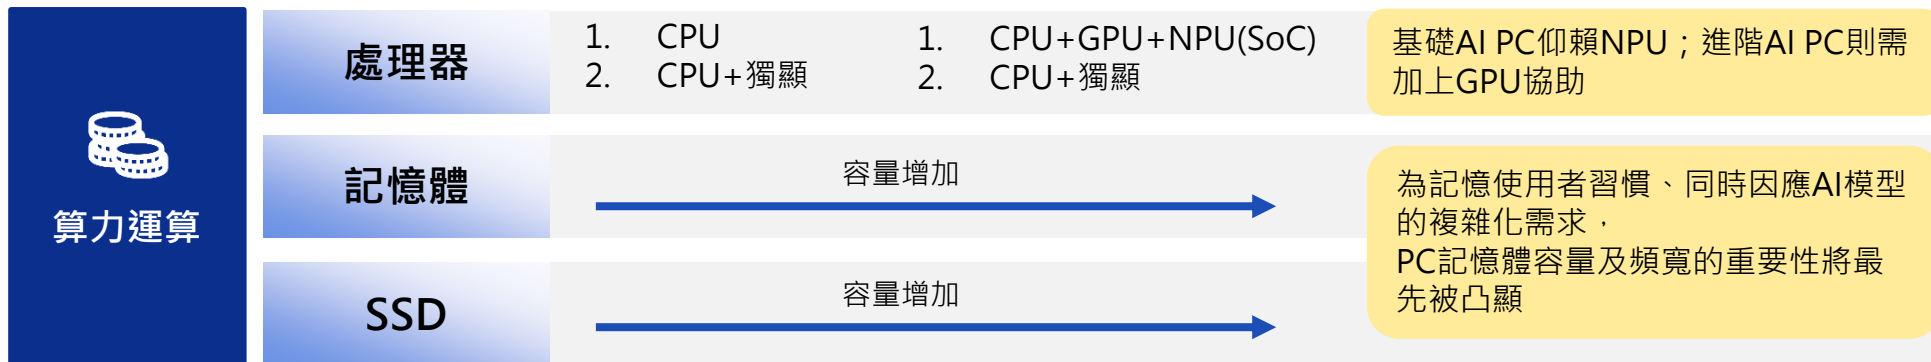 算力運算
處理器
1. CPU
2. CPU+獨顯
1. CPU+GPU+NPU(SoC)
2. CPU+獨顯
基礎AI PC仰賴NPU；進階AI PC則需
加上GPU協助
記憶體
容量增加
為記憶使用者習慣、同時因應AI模型
的複雜化需求，
PC記憶體容量及頻寬的重要性將最
先被凸顯
SSD
容量增加